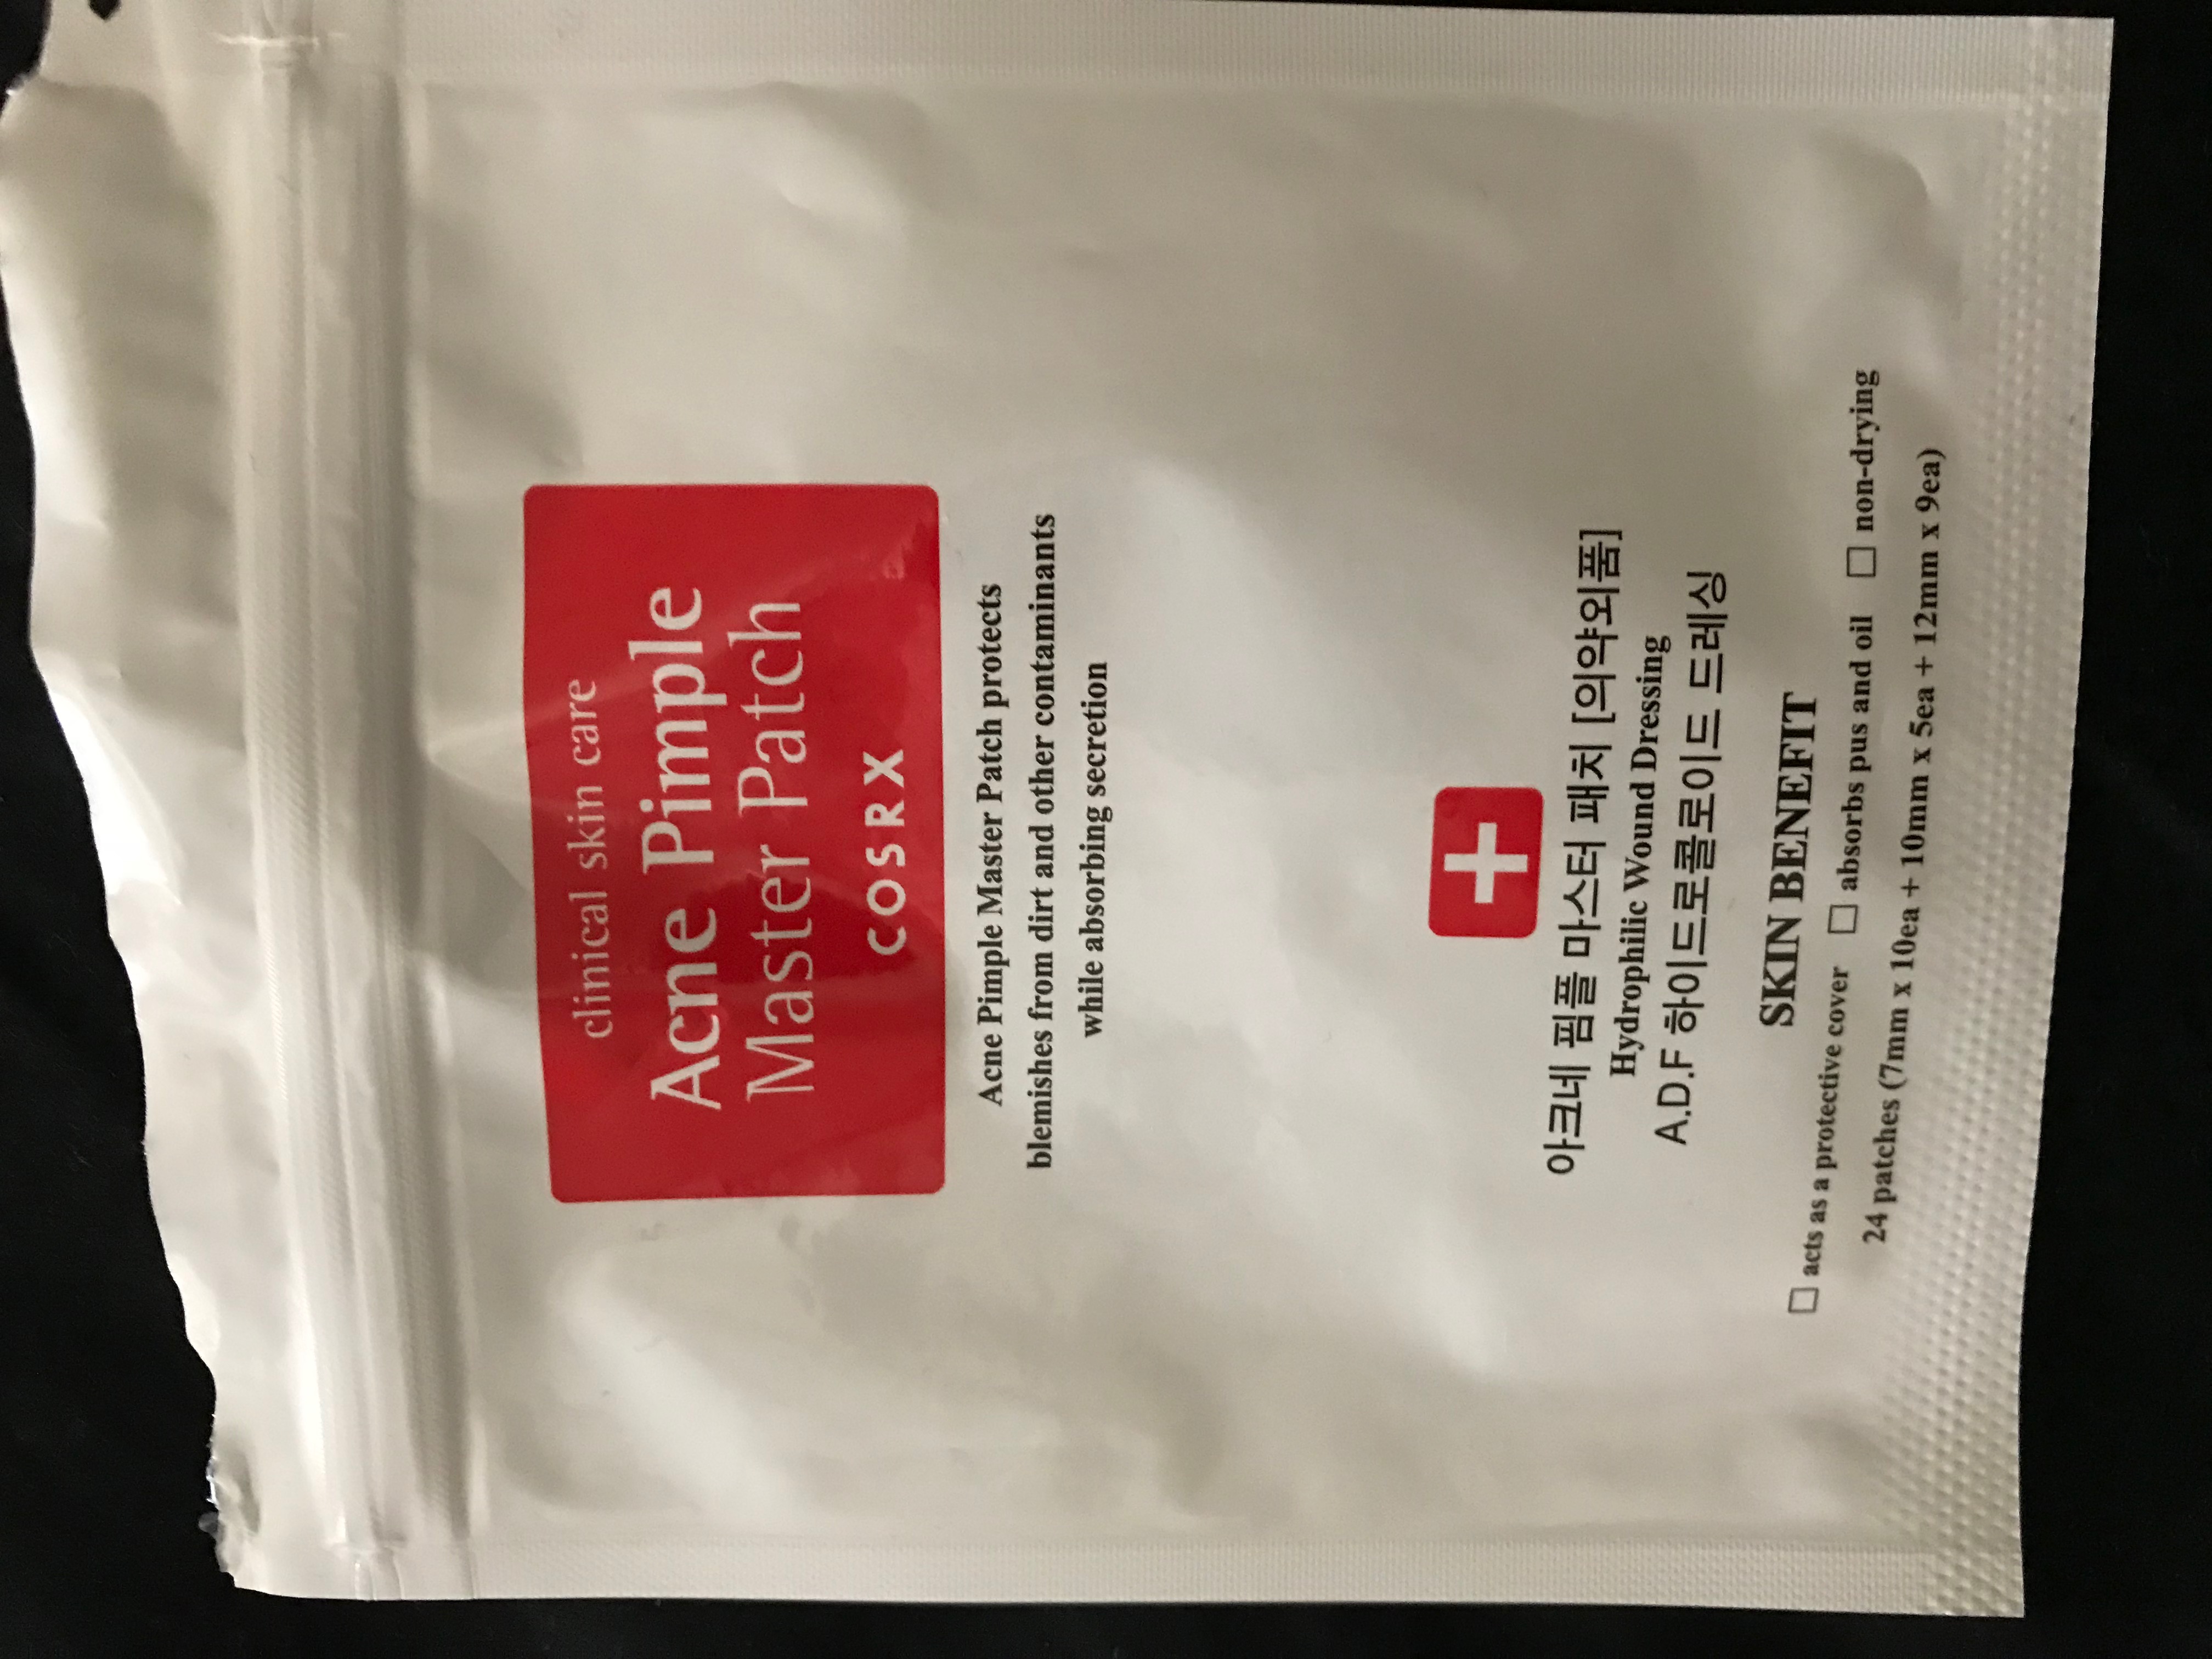 clinical skin care
Acne Pimple
Master Patch
COSRX
Acne Pimple Master Patch protects
blemishes from dirt and other contaminants
while absorbing secretion
아크네 핌플 마스터 패치 [의약외품]
Hydrophilic Wound Dressing
A.D.F 하이드로콜로이드 드레싱
SKIN BENEFIT
□ acts as a protective cover □ absorbs pus and oil □ non-drying
24 patches (7mm x 10ea + 10mm x 5ea + 12mm x 9ea)